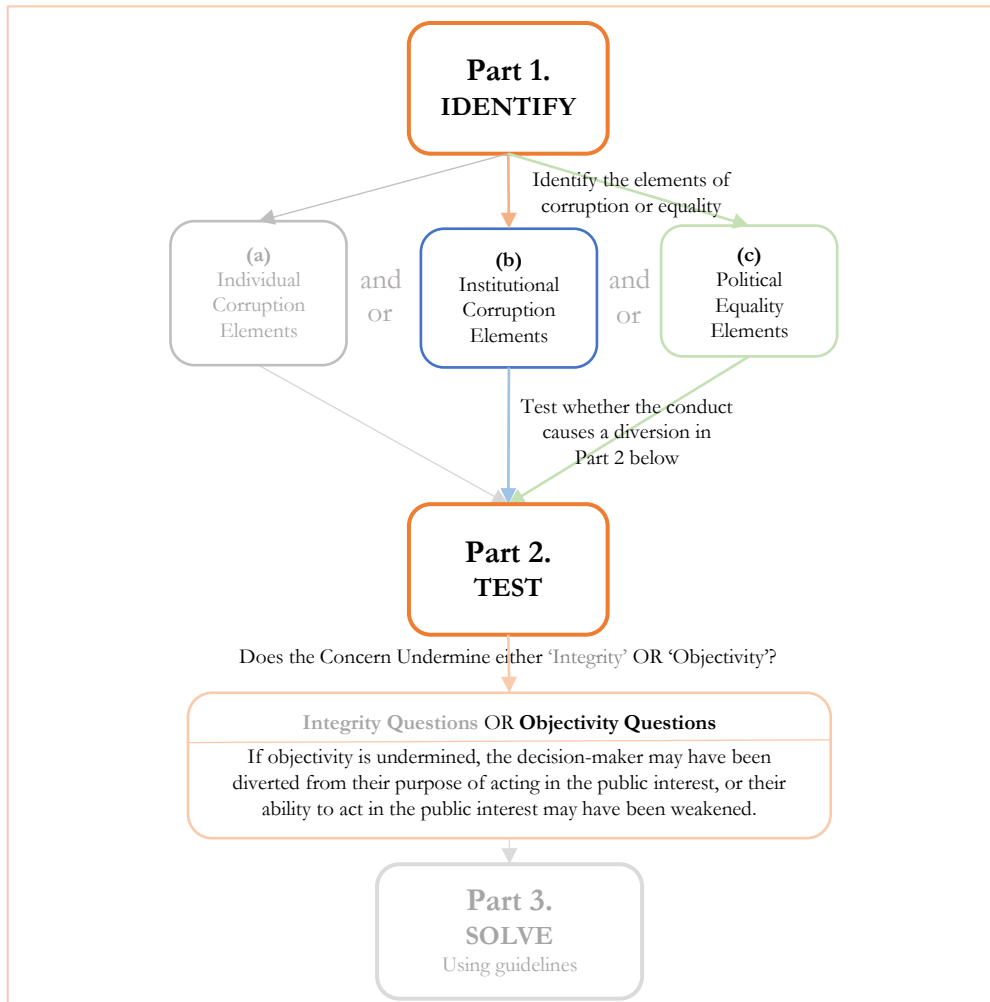 Part 1.
IDENTIFY
Identify the elements of
corruption or equality
(a)
Individual
Corruption
Elements
and
or
(b)
Institutional
Corruption
Elements
and
or
(c)
Political
Equality
Elements
Test whether the conduct
causes a diversion in
Part 2 below
Part 2.
TEST
Does the Concern Undermine either ‘Integrity’ OR ‘Objectivity’?
Integrity Questions OR Objectivity Questions
If objectivity is undermined, the decision-maker may have been
diverted from their purpose of acting in the public interest, or their
ability to act in the public interest may have been weakened.
Part 3.
SOLVE
Using guidelines